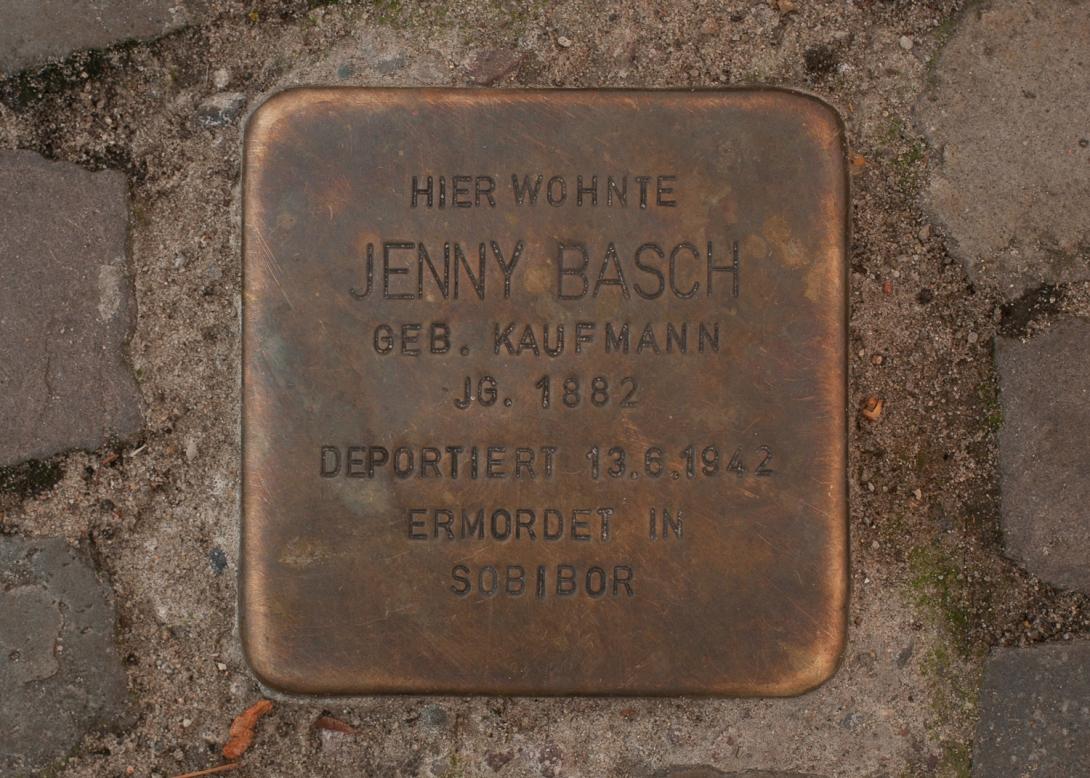 HIER WOHNTE
JENNY BASCH
GEB. KAUFMANN
JG. 1882
DEPORTIERT 13.6.1942
ERMORDET IN
SOBIBOR